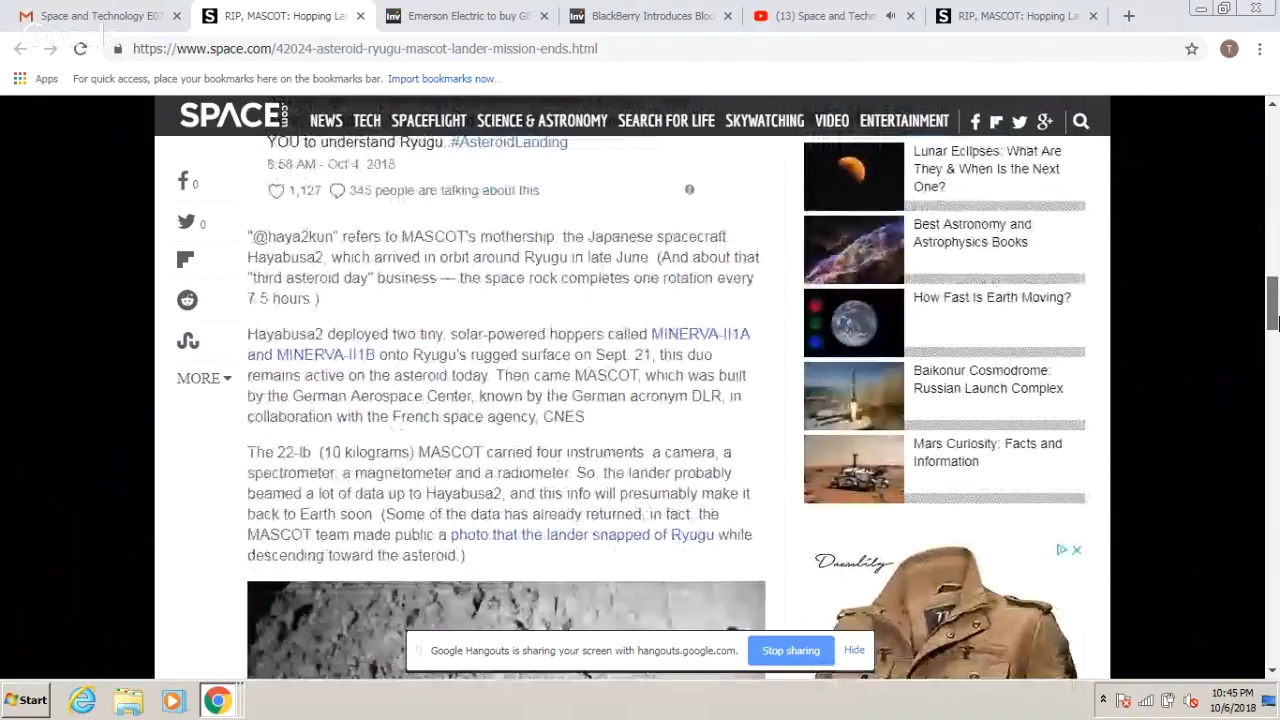 Space and Technology E07
RIP, MASCOT: Hopping La
Emerson Electric to buy GE
BlackBerry Introduces Bloc
(13) Space and Techn
RIP, MASCOT: Hopping La
https://www.space.com/42024-asteroid-ryugu-mascot-lander-mission-ends.html
T
Apps For quick access, place your bookmarks here on the bookmarks bar. Import bookmarks now...
SPACE.com NEWS TECH SPACEFLIGHT SCIENCE & ASTRONOMY SEARCH FOR LIFE SKYWATCHING VIDEO ENTERTAINMENT
YOU to understand Ryugu. #AsteroidLanding
8:58 AM - Oct 4, 2018
1,127 345 people are talking about this
0
0
MORE
"@haya2kun" refers to MASCOT's mothership, the Japanese spacecraft
Hayabusa2, which arrived in orbit around Ryugu in late June. (And about that
"third asteroid day" business — the space rock completes one rotation every
7.5 hours.)
Hayabusa2 deployed two tiny, solar-powered hoppers called MINERVA-II1A
and MINERVA-II1B onto Ryugu's rugged surface on Sept. 21; this duo
remains active on the asteroid today. Then came MASCOT, which was built
by the German Aerospace Center, known by the German acronym DLR, in
collaboration with the French space agency, CNES.
The 22-lb. (10 kilograms) MASCOT carried four instruments: a camera, a
spectrometer, a magnetometer and a radiometer. So, the lander probably
beamed a lot of data up to Hayabusa2, and this info will presumably make it
back to Earth soon. (Some of the data has already returned, in fact; the
MASCOT team made public a photo that the lander snapped of Ryugu while
descending toward the asteroid.)
Lunar Eclipses: What Are
They & When Is the Next
One?
Best Astronomy and
Astrophysics Books
How Fast Is Earth Moving?
Baikonur Cosmodrome:
Russian Launch Complex
Mars Curiosity: Facts and
Information
Google Hangouts is sharing your screen with hangouts.google.com.
Stop sharing
Hide
Start
10:45 PM
10/6/2018